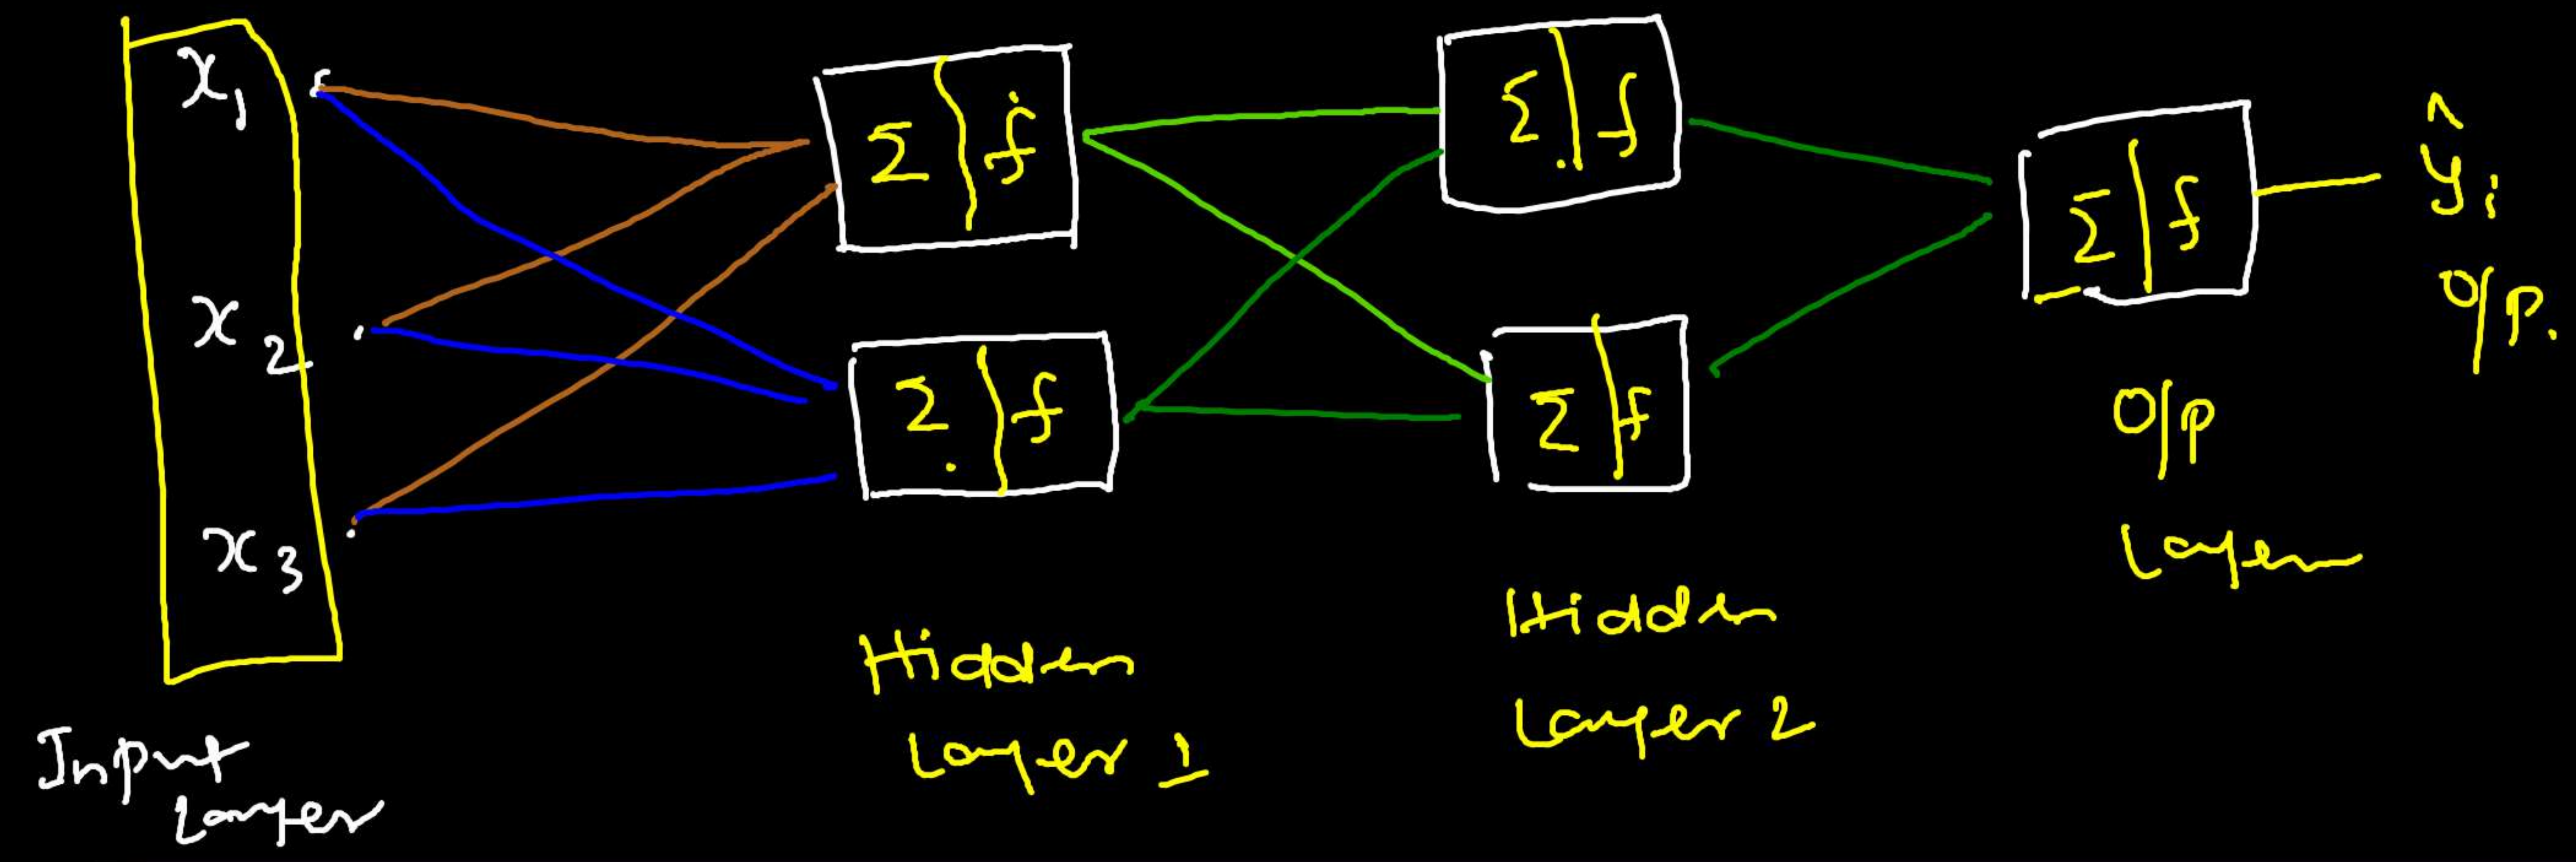 x₁
x₂
x₃
Input
Layer
Σ f
Σ f
Hidden
Layer 1
Σ f
Σ f
Hidden
Layer 2
Σ f
O/p
Layer
ŷᵢ
O/p.